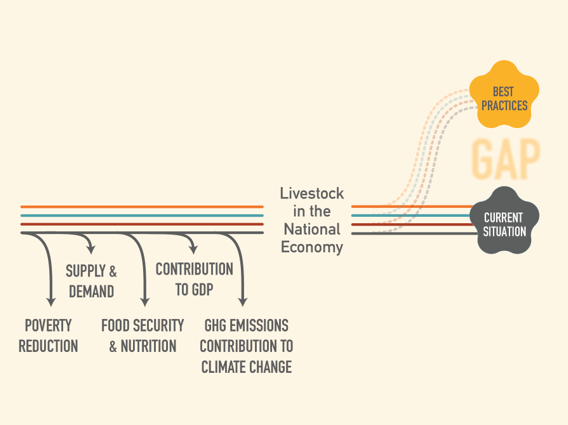 BEST
PRACTICES
GAP
Livestock
in the
National
Economy
CURRENT
SITUATION
SUPPLY &
DEMAND
CONTRIBUTION
TO GDP
POVERTY
REDUCTION
FOOD SECURITY
& NUTRITION
GHG EMISSIONS
CONTRIBUTION TO
CLIMATE CHANGE